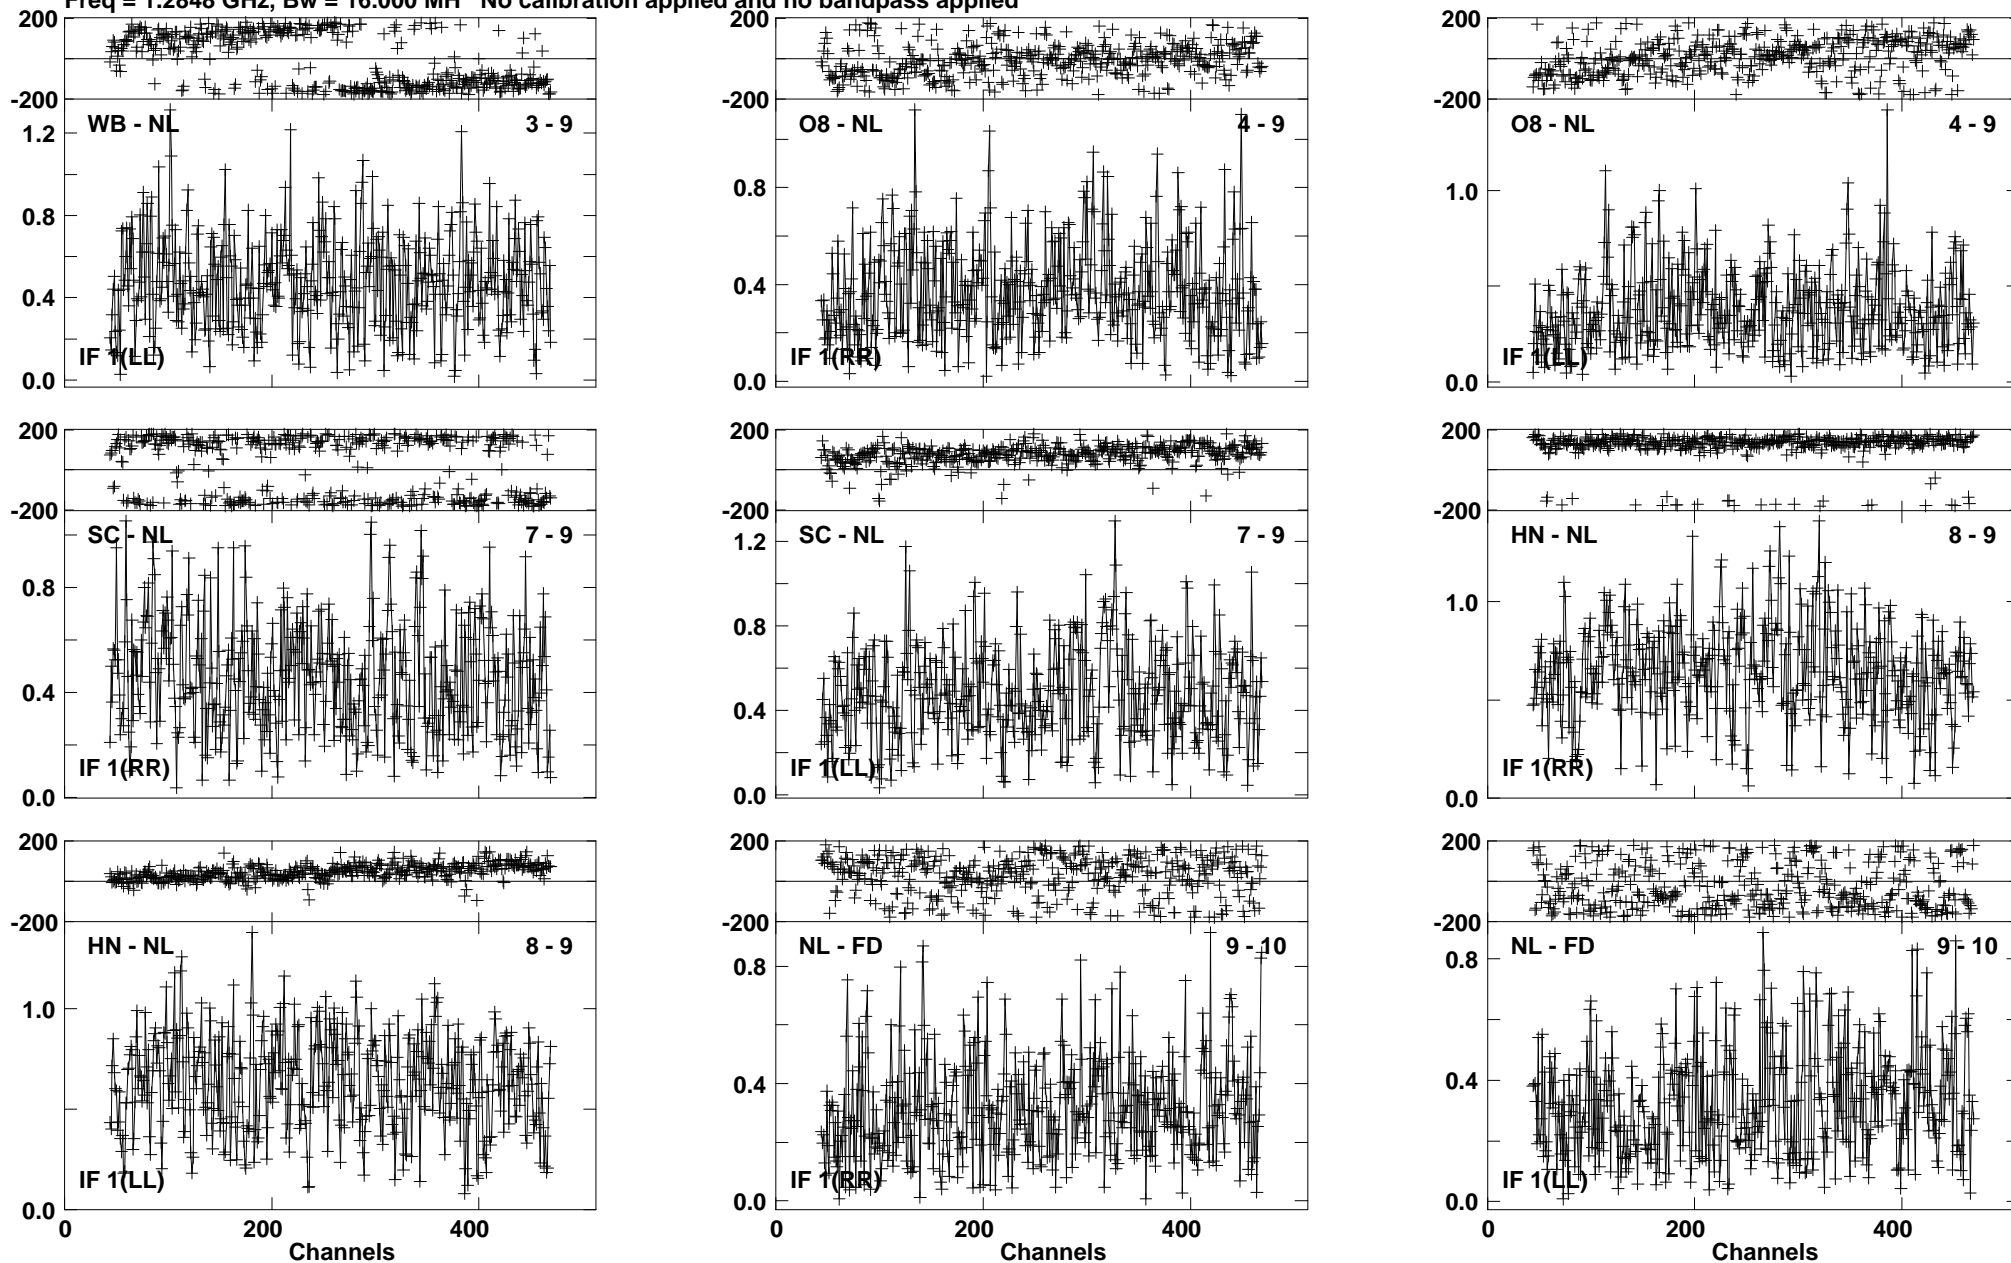 Freq = 1.2848 GHz, Bw = 16.000 MH No calibration applied and no bandpass applied
200
-200
WB - NL 3 - 9
1.2
0.8
0.4
0.0
IF 1(LL)
200
-200
O8 - NL 4 - 9
0.8
0.4
0.0
IF 1(RR)
200
-200
O8 - NL 4 - 9
1.0
0.0
IF 1(LL)
200
-200
SC - NL 7 - 9
0.8
0.4
0.0
IF 1(RR)
200
-200
SC - NL 7 - 9
1.2
0.8
0.4
0.0
IF 1(LL)
200
-200
HN - NL 8 - 9
1.0
0.0
IF 1(RR)
200
-200
HN - NL 8 - 9
1.0
0.0
IF 1(LL)
0 200 400
Channels
200
-200
NL - FD 9 - 10
0.8
0.4
0.0
IF 1(RR)
0 200 400
Channels
200
-200
NL - FD 9 - 10
0.8
0.4
0.0
IF 1(LL)
0 200 400
Channels